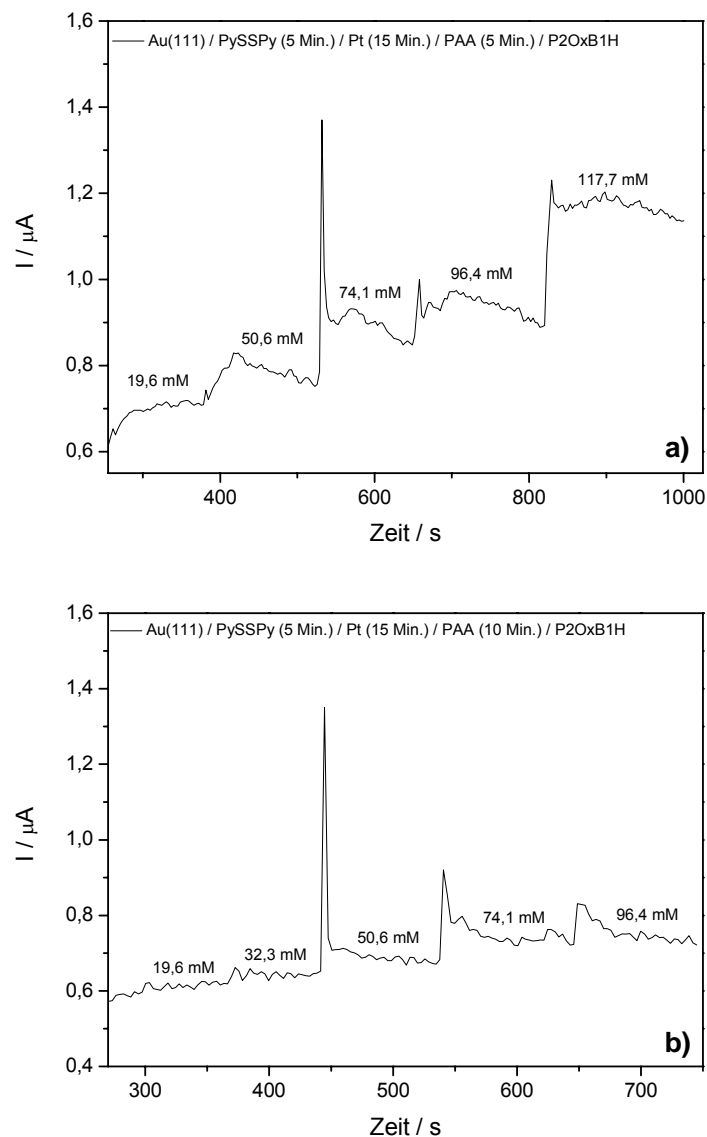 1,6
Au(111) / PySSPy (5 Min.) / Pt (15 Min.) / PAA (5 Min.) / P2OxB1H
1,4
1,2
117,7 mM
1,0
96,4 mM
74,1 mM
50,6 mM
0,8
19,6 mM
0,6
a)
I / μA
400
600
800
1000
Zeit / s
1,6
Au(111) / PySSPy (5 Min.) / Pt (15 Min.) / PAA (10 Min.) / P2OxB1H
1,4
1,2
1,0
0,8
74,1 mM
96,4 mM
50,6 mM
32,3 mM
19,6 mM
0,6
0,4
b)
I / μA
300
400
500
600
700
Zeit / s